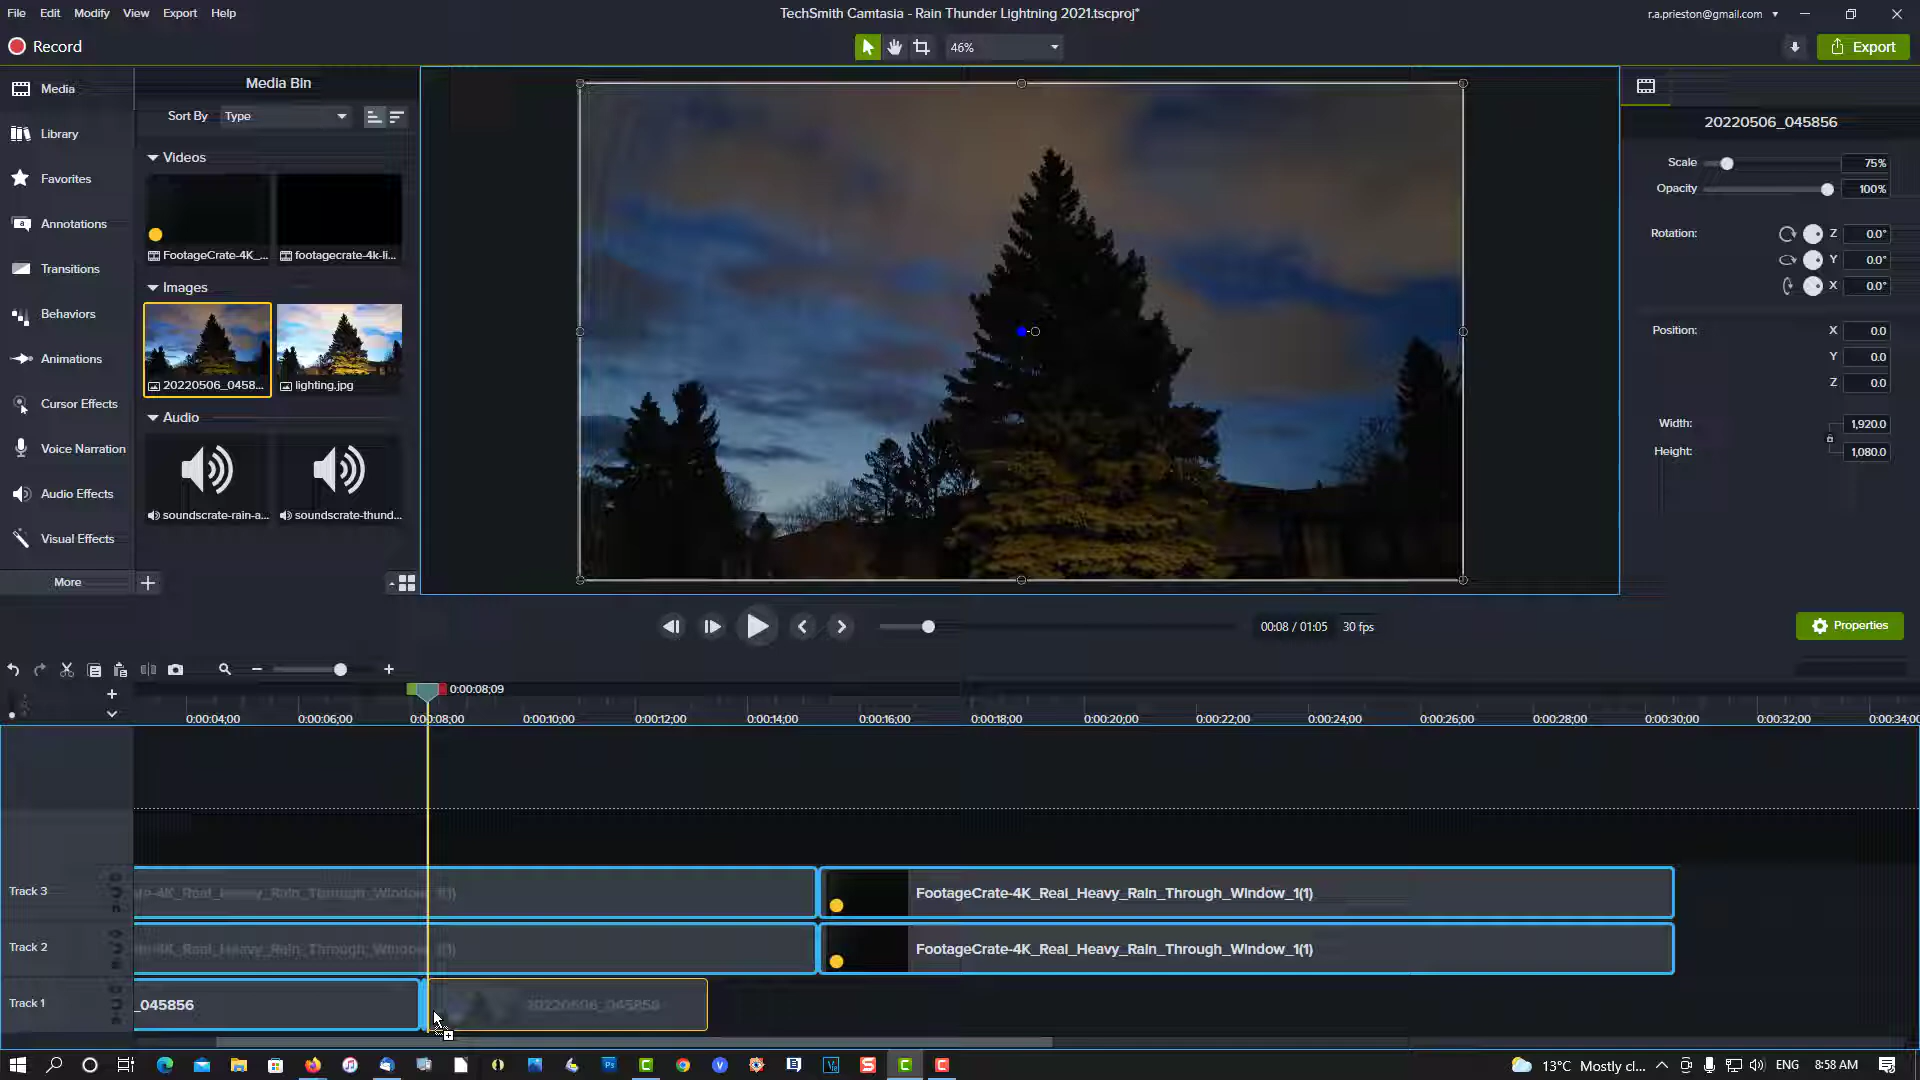 File Edit Modify View Export Help
TechSmith Camtasia - Rain Thunder Lightning 2021.tscproj*
r.a.prieston@gmail.com
Record
46%
Export
Media
Library
Favorites
Annotations
Transitions
Behaviors
Animations
Cursor Effects
Voice Narration
Audio Effects
Visual Effects
More
Media Bin
Sort By Type
Videos
FootageCrate-4K_... footagecrate-4k-li...
Images
20220506_0458... lighting.jpg
Audio
soundscrate-rain-a... soundscrate-thund...
20220506_045856
Scale 75%
Opacity 100%
Rotation: Z 0.0°
Y 0.0°
X 0.0°
Position: X 0.0
Y 0.0
Z 0.0
Width: 1,920.0
Height: 1,080.0
00:08 / 01:05 30 fps
Properties
0:00:08;09
0:00:04;00 0:00:06;00 0:00:08;00 0:00:10;00 0:00:12;00 0:00:14;00 0:00:16;00 0:00:18;00 0:00:20;00 0:00:22;00 0:00:24;00 0:00:26;00 0:00:28;00 0:00:30;00 0:00:32;00 0:00:34;00
Track 3
-4K_Real_Heavy_Rain_Through_Window
FootageCrate-4K_Real_Heavy_Rain_Through_Window_1(1)
Track 2
-4K_Real_Heavy_Rain_Through_Window
FootageCrate-4K_Real_Heavy_Rain_Through_Window_1(1)
Track 1
_045856
20220506_045856
13°C Mostly cl... ENG 8:58 AM